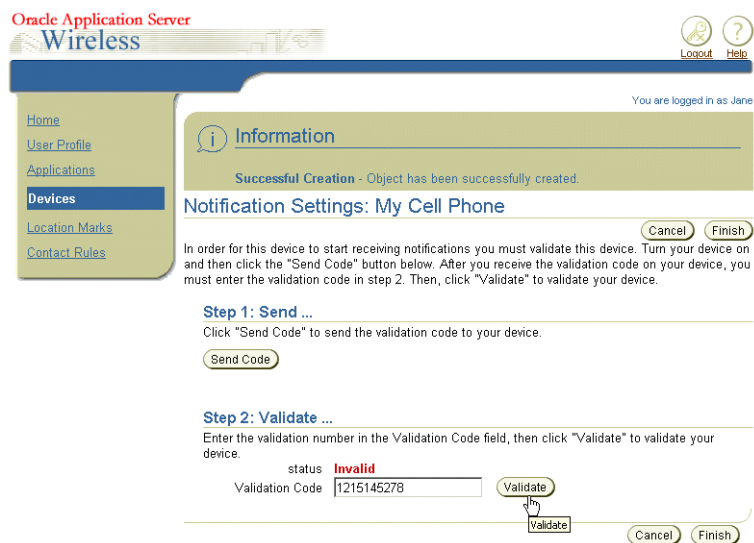 Oracle Application Server
Wireless
Logout Help
You are logged in as Jane
Home
User Profile
Applications
Devices
Location Marks
Contact Rules
i Information
Successful Creation - Object has been successfully created.
Notification Settings: My Cell Phone
Cancel Finish
In order for this device to start receiving notifications you must validate this device. Turn your device on
and then click the "Send Code" button below. After you receive the validation code on your device, you
must enter the validation code in step 2. Then, click "Validate" to validate your device.
Step 1: Send ...
Click "Send Code" to send the validation code to your device.
Send Code
Step 2: Validate ...
Enter the validation number in the Validation Code field, then click "Validate" to validate your
device.
status Invalid
Validation Code 1215145278 Validate
Validate
Cancel Finish